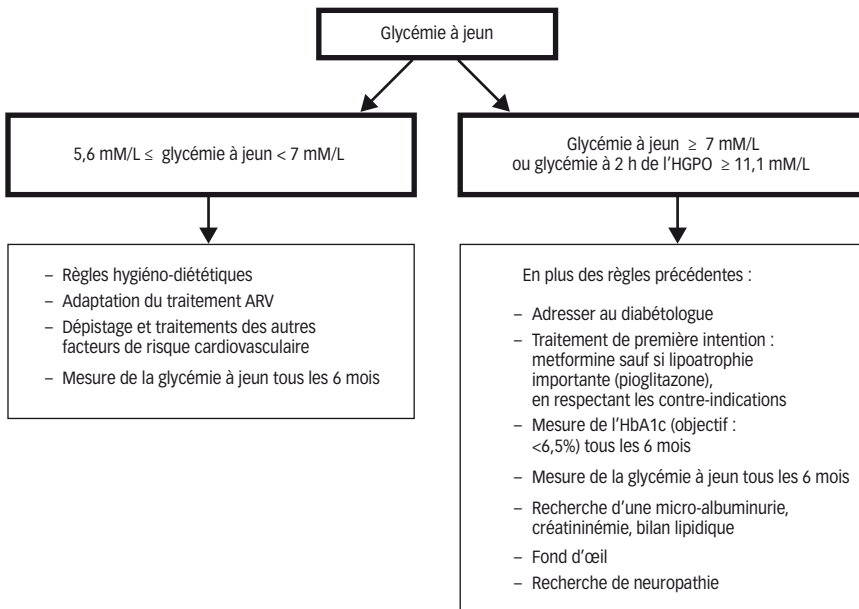 Glycémie à jeun
5,6 mM/L ≤ glycémie à jeun < 7 mM/L
Glycémie à jeun ≥ 7 mM/L
ou glycémie à 2 h de l'HGPO ≥ 11,1 mM/L
– Règles hygiéno-diététiques
– Adaptation du traitement ARV
– Dépistage et traitements des autres
facteurs de risque cardiovasculaire
– Mesure de la glycémie à jeun tous les 6 mois
En plus des règles précédentes :
– Adresser au diabétologue
– Traitement de première intention :
metformine sauf si lipoatrophie
importante (pioglitazone),
en respectant les contre-indications
– Mesure de l'HbA1c (objectif :
<6,5%) tous les 6 mois
– Mesure de la glycémie à jeun tous les 6 mois
– Recherche d'une micro-albuminurie,
créatininémie, bilan lipidique
– Fond d'œil
– Recherche de neuropathie